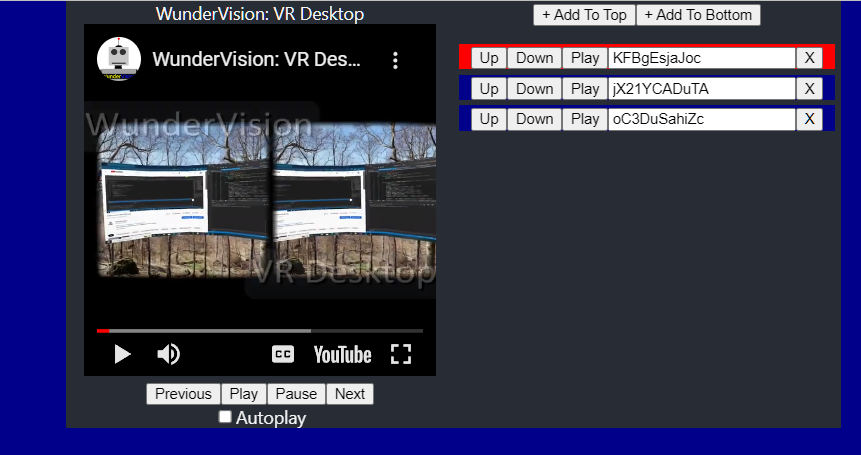 WunderVision: VR Desktop
WunderVision: VR Des...
WunderVision
VR Desktop
CC YouTube
Previous Play Pause Next
Autoplay
+ Add To Top + Add To Bottom
Up Down Play KFBgEsjaJoc X
Up Down Play jX21YCADuTA X
Up Down Play oC3DuSahiZc X